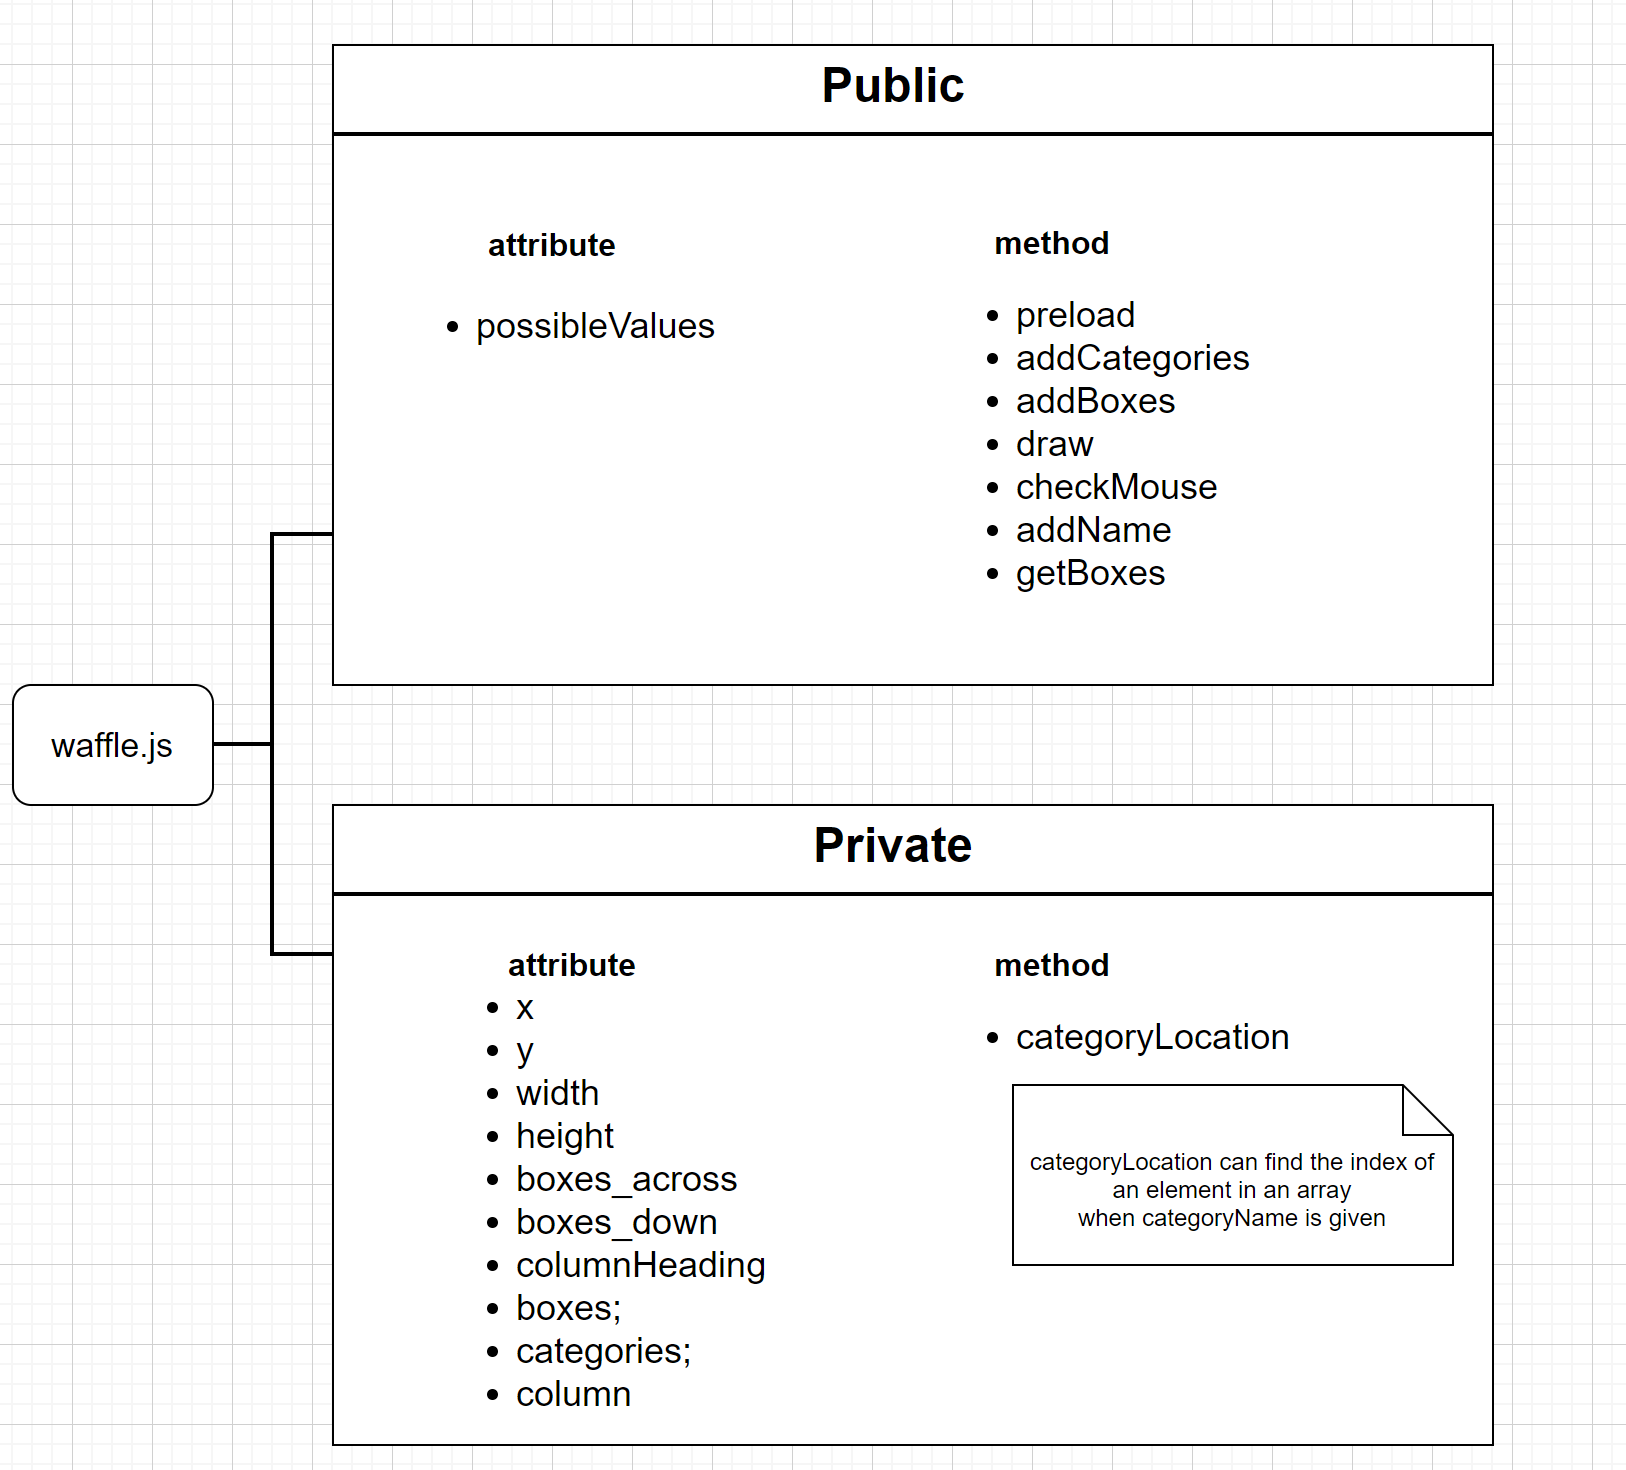 Public
attribute
possibleValues
method
preload
addCategories
addBoxes
draw
checkMouse
addName
getBoxes
waffle.js
Private
attribute
x
y
width
height
boxes_across
boxes_down
columnHeading
boxes;
categories;
column
method
categoryLocation
categoryLocation can find the index of
an element in an array
when categoryName is given